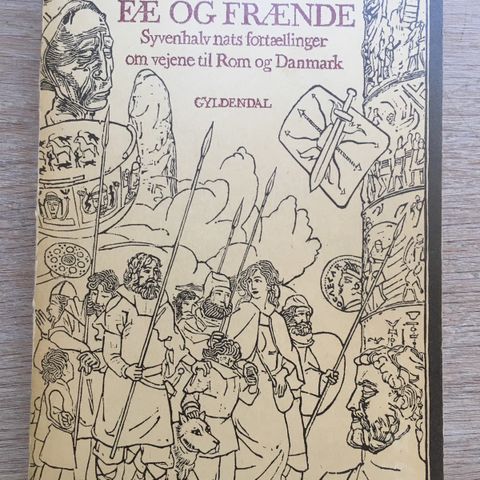 FÆ OG FRÆNDE
Syvenhalv nats fortællinger
om vejene til Rom og Danmark
GYLDENDAL